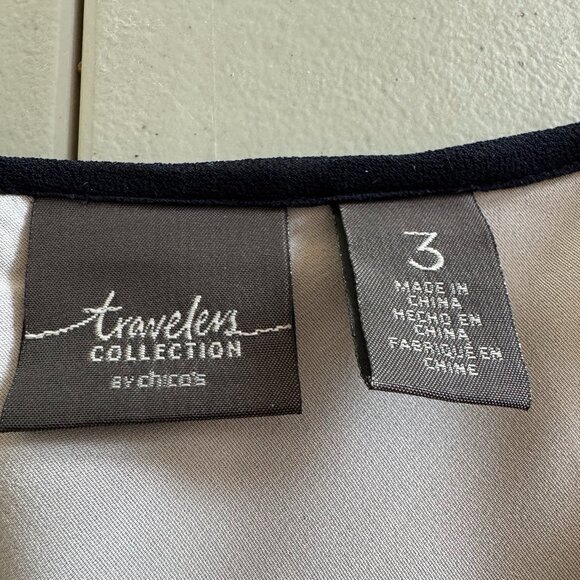 travelers
COLLECTION
BY chico's
3
MADE IN
CHINA
HECHO EN
CHINA
FABRIQUÉ EN
CHINE